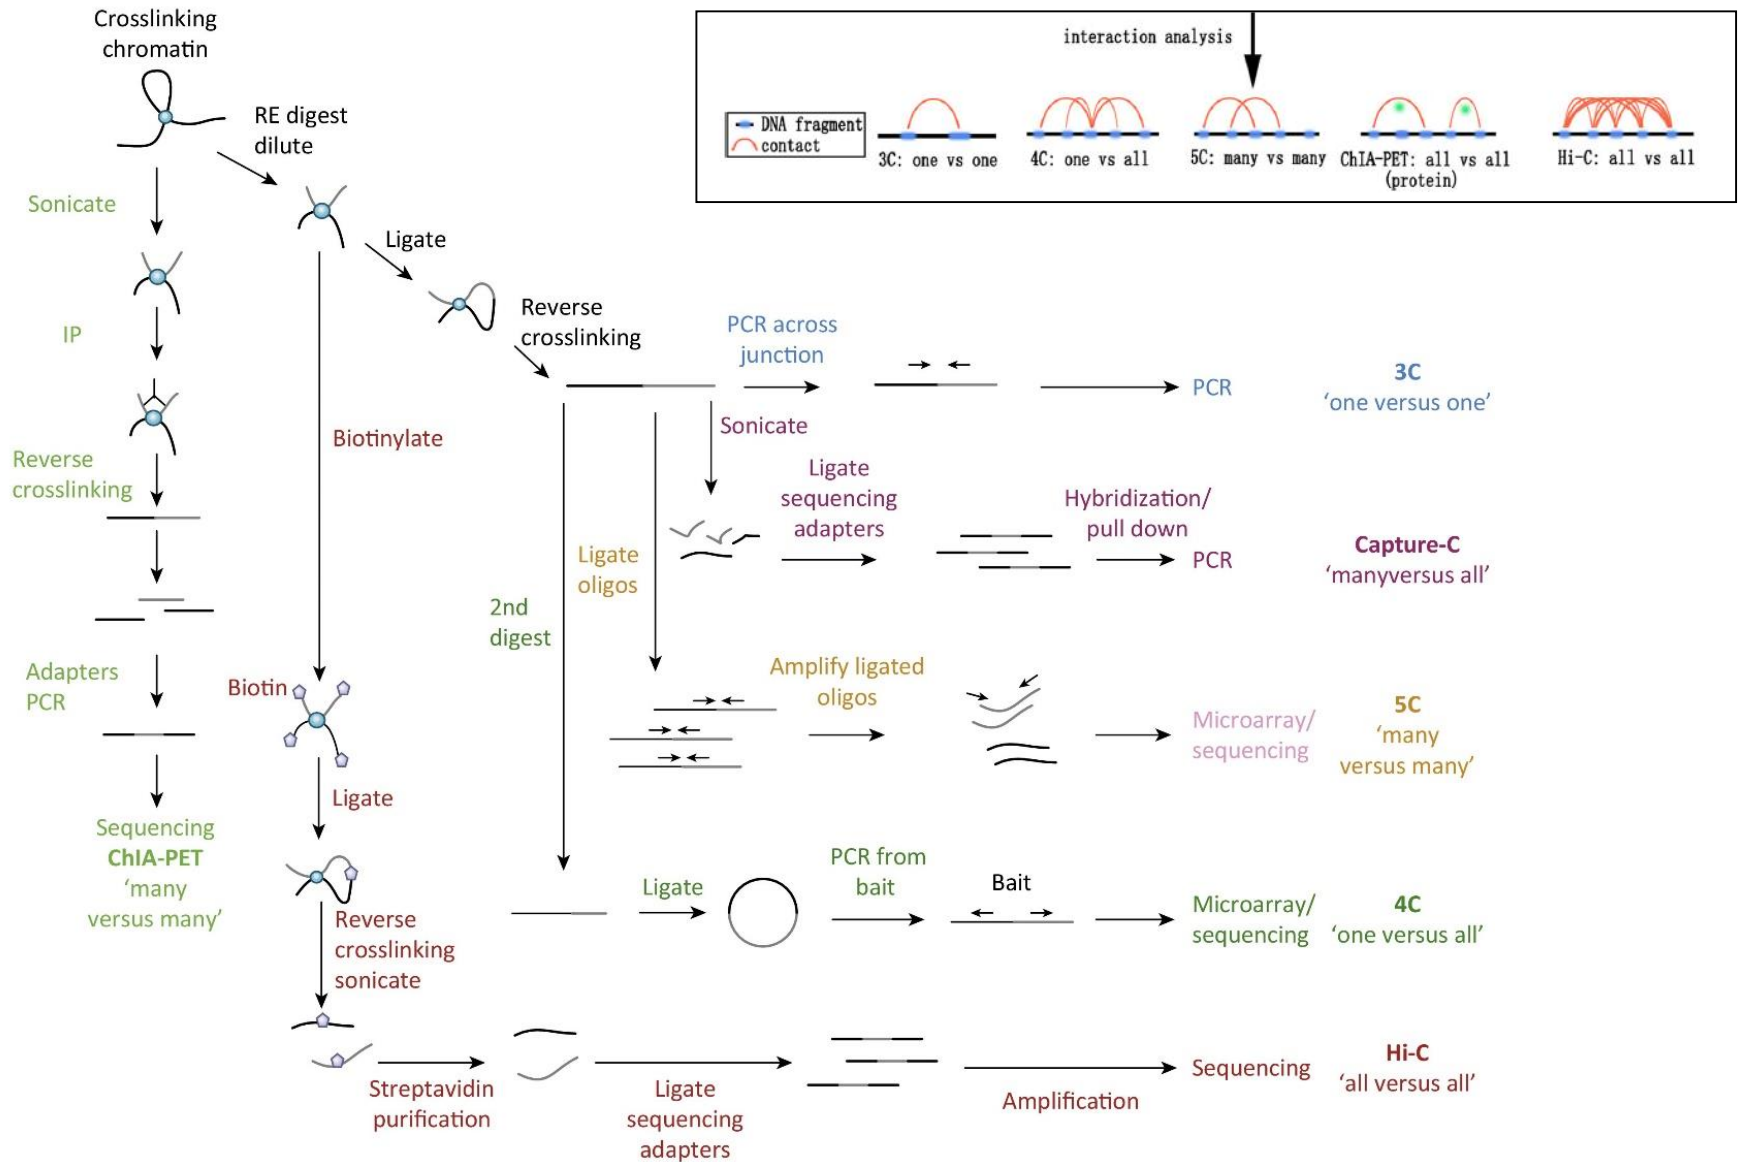 Crosslinking
chromatin
RE digest
dilute
Sonicate
Ligate
IP
Reverse
crosslinking
Reverse
crosslinking
Biotinylate
Adapters
PCR
Biotin
Ligate
Sequencing
ChIA-PET
‘many
versus many’
Reverse
crosslinking
sonicate
interaction analysis
DNA fragment
contact
3C: one vs one
4C: one vs all
5C: many vs many
ChIA-PET: all vs all
(protein)
Hi-C: all vs all
PCR across
junction
PCR
3C
‘one versus one’
Sonicate
Ligate
sequencing
adapters
Hybridization/
pull down
PCR
Capture-C
‘manyversus all’
Ligate
oligos
2nd
digest
Amplify ligated
oligos
Microarray/
sequencing
5C
‘many
versus many’
Ligate
PCR from
bait
Bait
Microarray/
sequencing
4C
‘one versus all’
Streptavidin
purification
Ligate
sequencing
adapters
Amplification
Sequencing
Hi-C
‘all versus all’